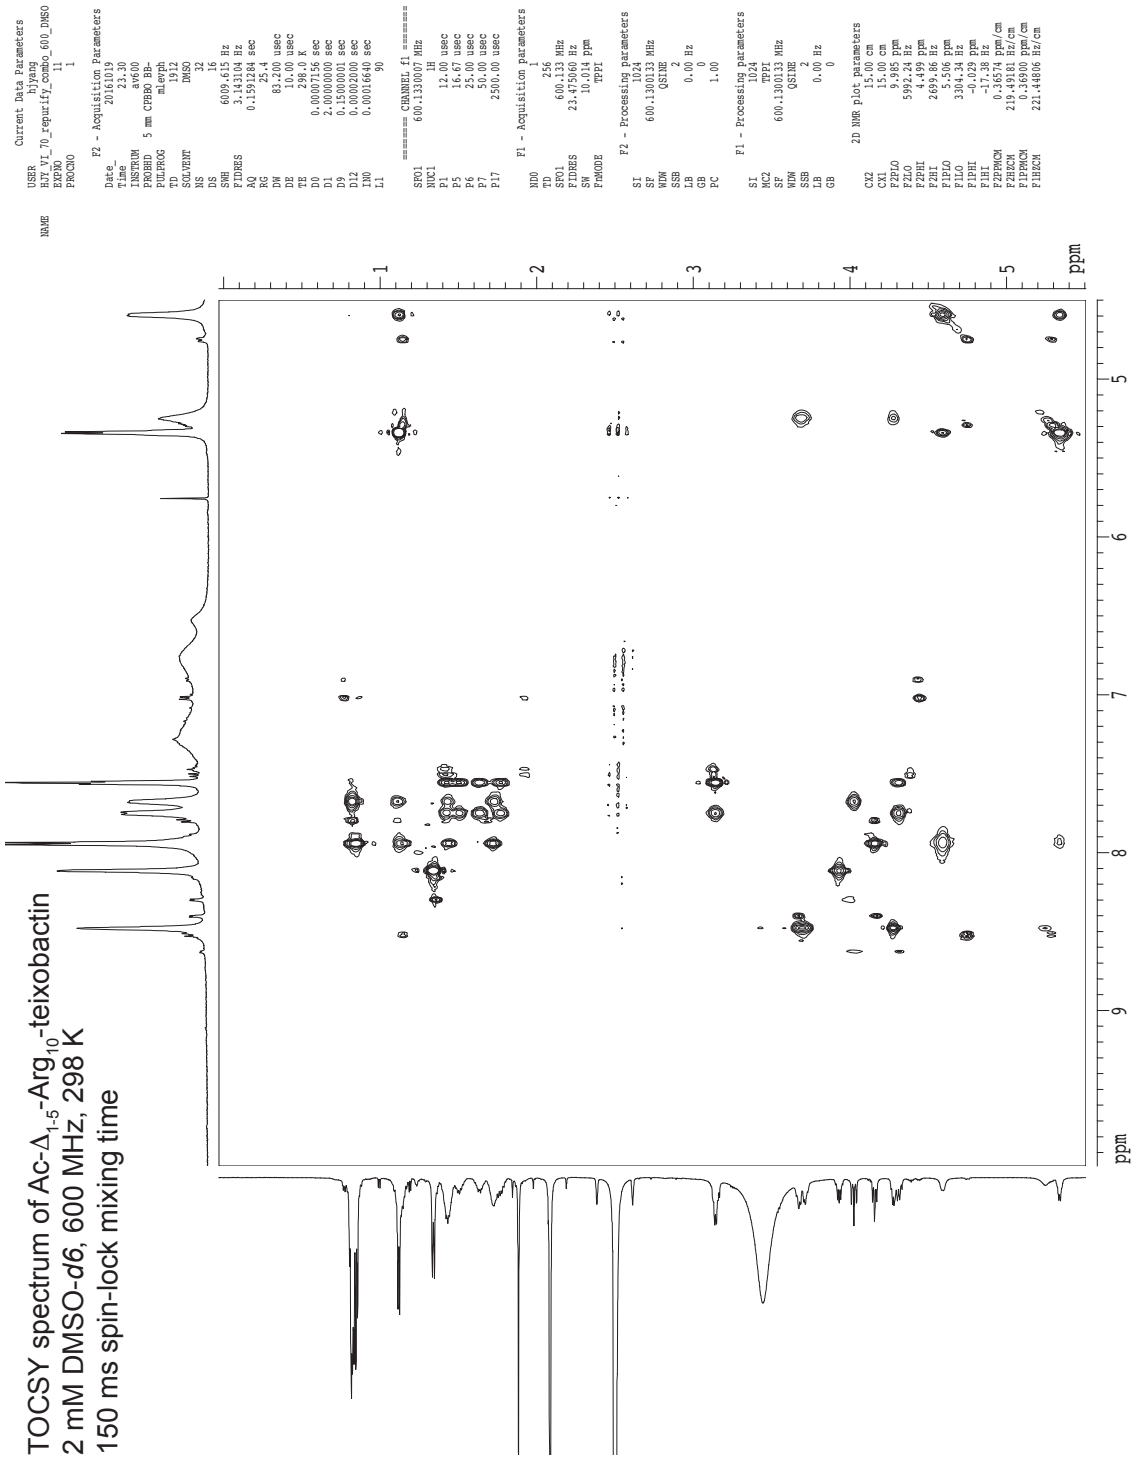 TOCSY spectrum of Ac-Δ1-5-Arg10-teixobactin
2 mM DMSO-d6, 600 MHz, 298 K
150 ms spin-lock mixing time
Current Data Parameters
USER hjyang
NAME HJY_VI_70_repurify_combo_600_DMSO
EXPNO 11
PROCNO 1
F2 - Acquisition Parameters
Date_ 20161019
Time 23.30
INSTRUM av600
PROBHD 5 mm CPBBO BB-
PULPROG mlevph
TD 1912
SOLVENT DMSO
NS 32
DS 16
SWH 6009.615 Hz
FIDRES 3.143104 Hz
AQ 0.1591284 sec
RG 25.4
DW 83.200 usec
DE 10.00 usec
TE 298.0 K
D0 0.00007156 sec
D1 2.00000000 sec
D9 0.15000001 sec
D12 0.00002000 sec
IN0 0.00016640 sec
L1 90
======== CHANNEL f1 ========
SFO1 600.1330007 MHz
NUC1 1H
P1 12.00 usec
P5 16.67 usec
P6 25.00 usec
P7 50.00 usec
P17 2500.00 usec
F1 - Acquisition parameters
ND0 1
TD 256
SFO1 600.133 MHz
FIDRES 23.475060 Hz
SW 10.014 ppm
FnMODE TPPI
F2 - Processing parameters
SI 1024
SF 600.1300133 MHz
WDW QSINE
SSB 2
LB 0.00 Hz
GB 0
PC 1.00
F1 - Processing parameters
SI 1024
MC2 TPPI
SF 600.1300133 MHz
WDW QSINE
SSB 2
LB 0.00 Hz
GB 0
2D NMR plot parameters
CX2 15.00 cm
CX1 15.00 cm
F2PLO 9.985 ppm
F2LO 5992.24 Hz
F2PHI 4.499 ppm
F2HI 2699.86 Hz
F1PLO 5.506 ppm
F1LO 3304.34 Hz
F1PHI -0.029 ppm
F1HI -17.38 Hz
F2PPMCM 0.36574 ppm/cm
F2HZCM 219.49181 Hz/cm
F1PPMCM 0.36900 ppm/cm
F1HZCM 221.44806 Hz/cm
1
2
3
4
5
ppm
5
6
7
8
9
ppm